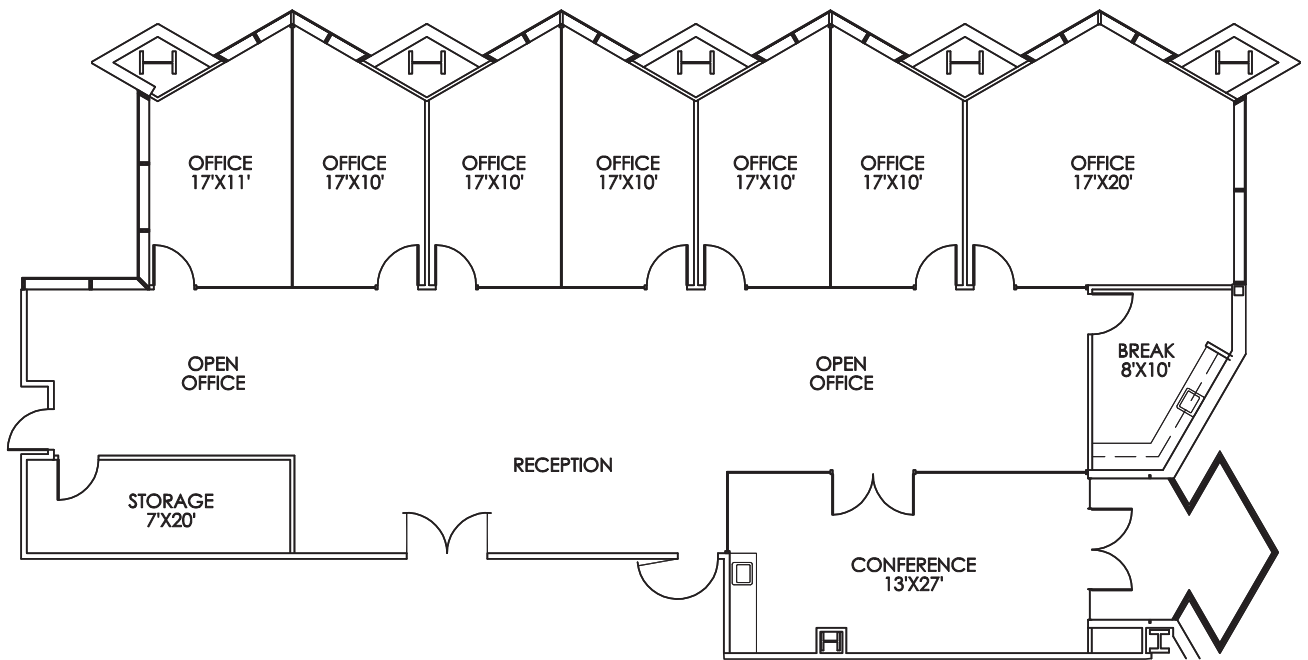 OFFICE
17'X11'
OFFICE
17'X10'
OFFICE
17'X10'
OFFICE
17'X10'
OFFICE
17'X10'
OFFICE
17'X10'
OFFICE
17'X20'
OPEN
OFFICE
OPEN
OFFICE
BREAK
8'X10'
RECEPTION
STORAGE
7'X20'
CONFERENCE
13'X27'